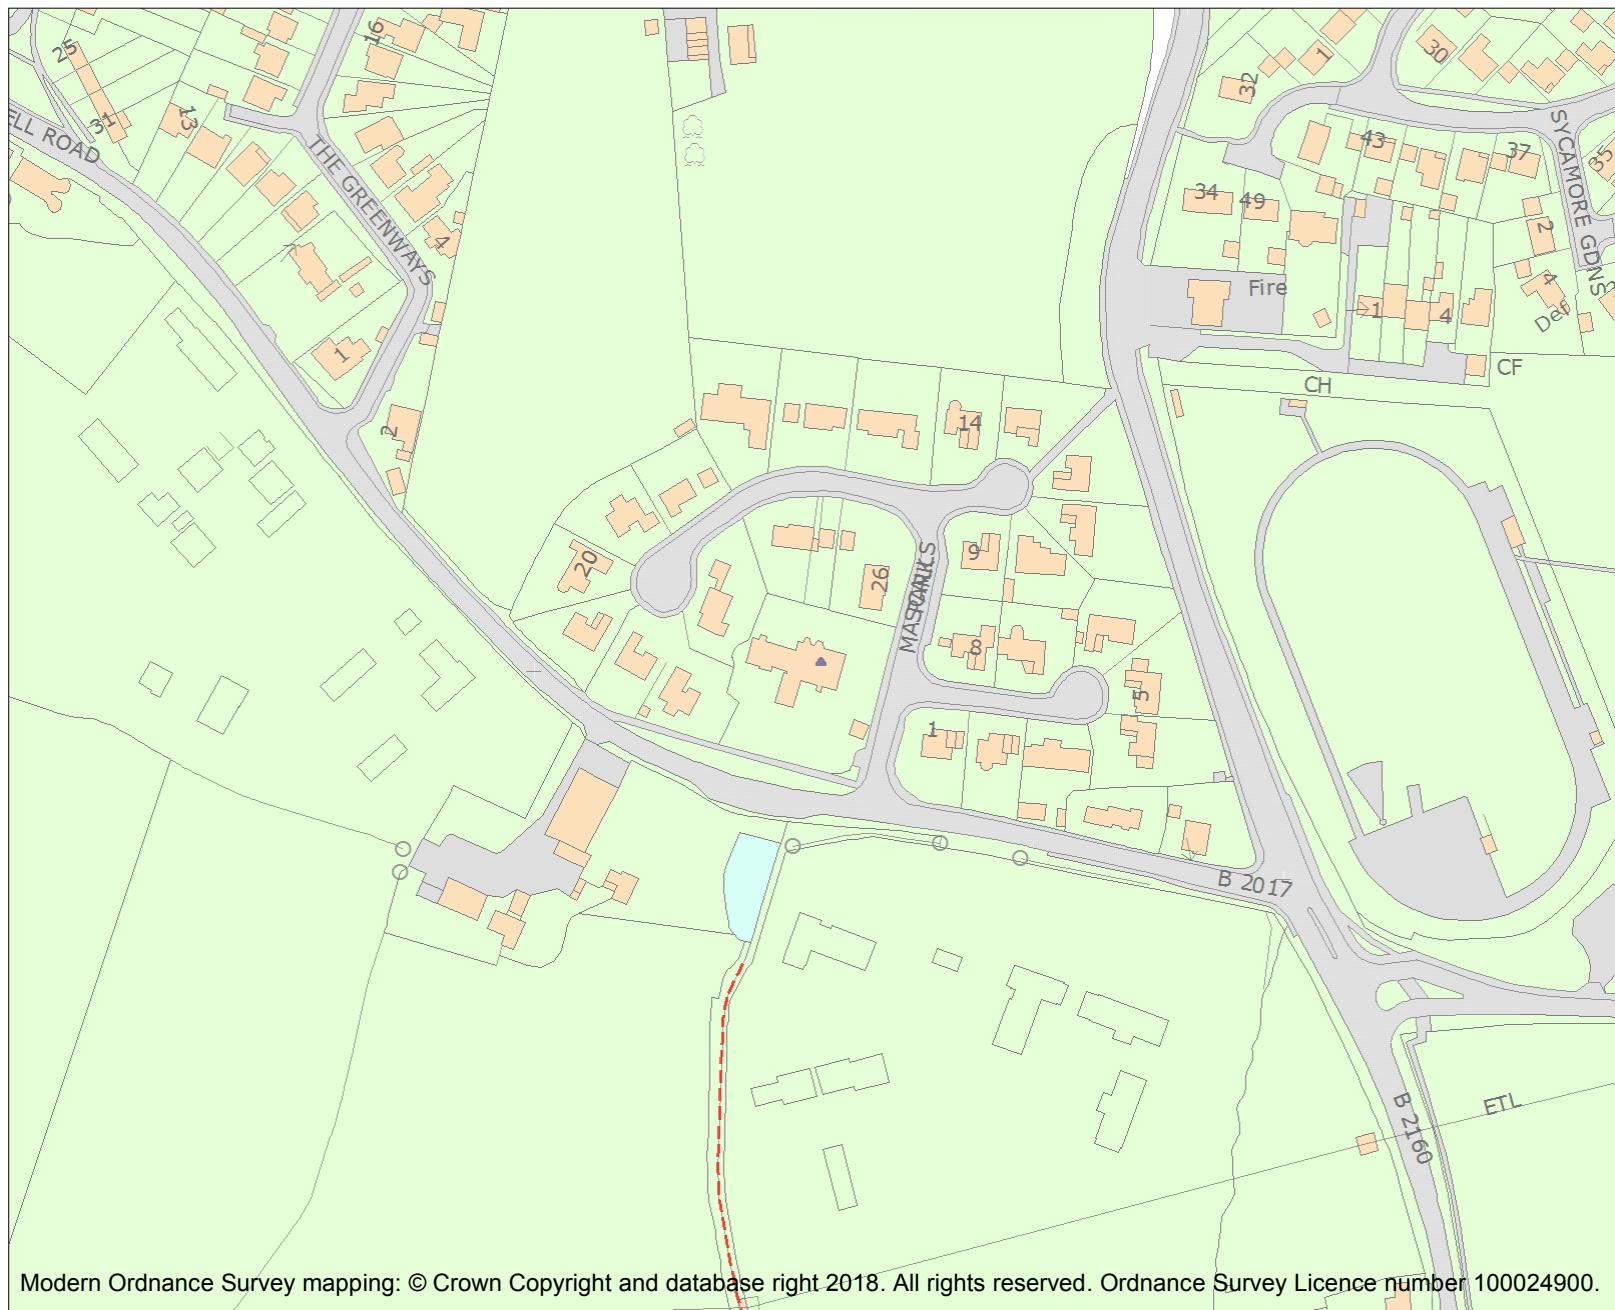 25
16
30
1
32
31
13
ELL ROAD
THE GREENWAYS
43
37
35
SYCAMORE GDNS
34
49
2
4
7
4
Def
Fire
1
4
1
CF
CH
2
14
9
20
26
MASCALLS
PARK
8
5
1
B 2017
B 2160
ETL
Modern Ordnance Survey mapping: © Crown Copyright and database right 2018. All rights reserved. Ordnance Survey Licence number 100024900.